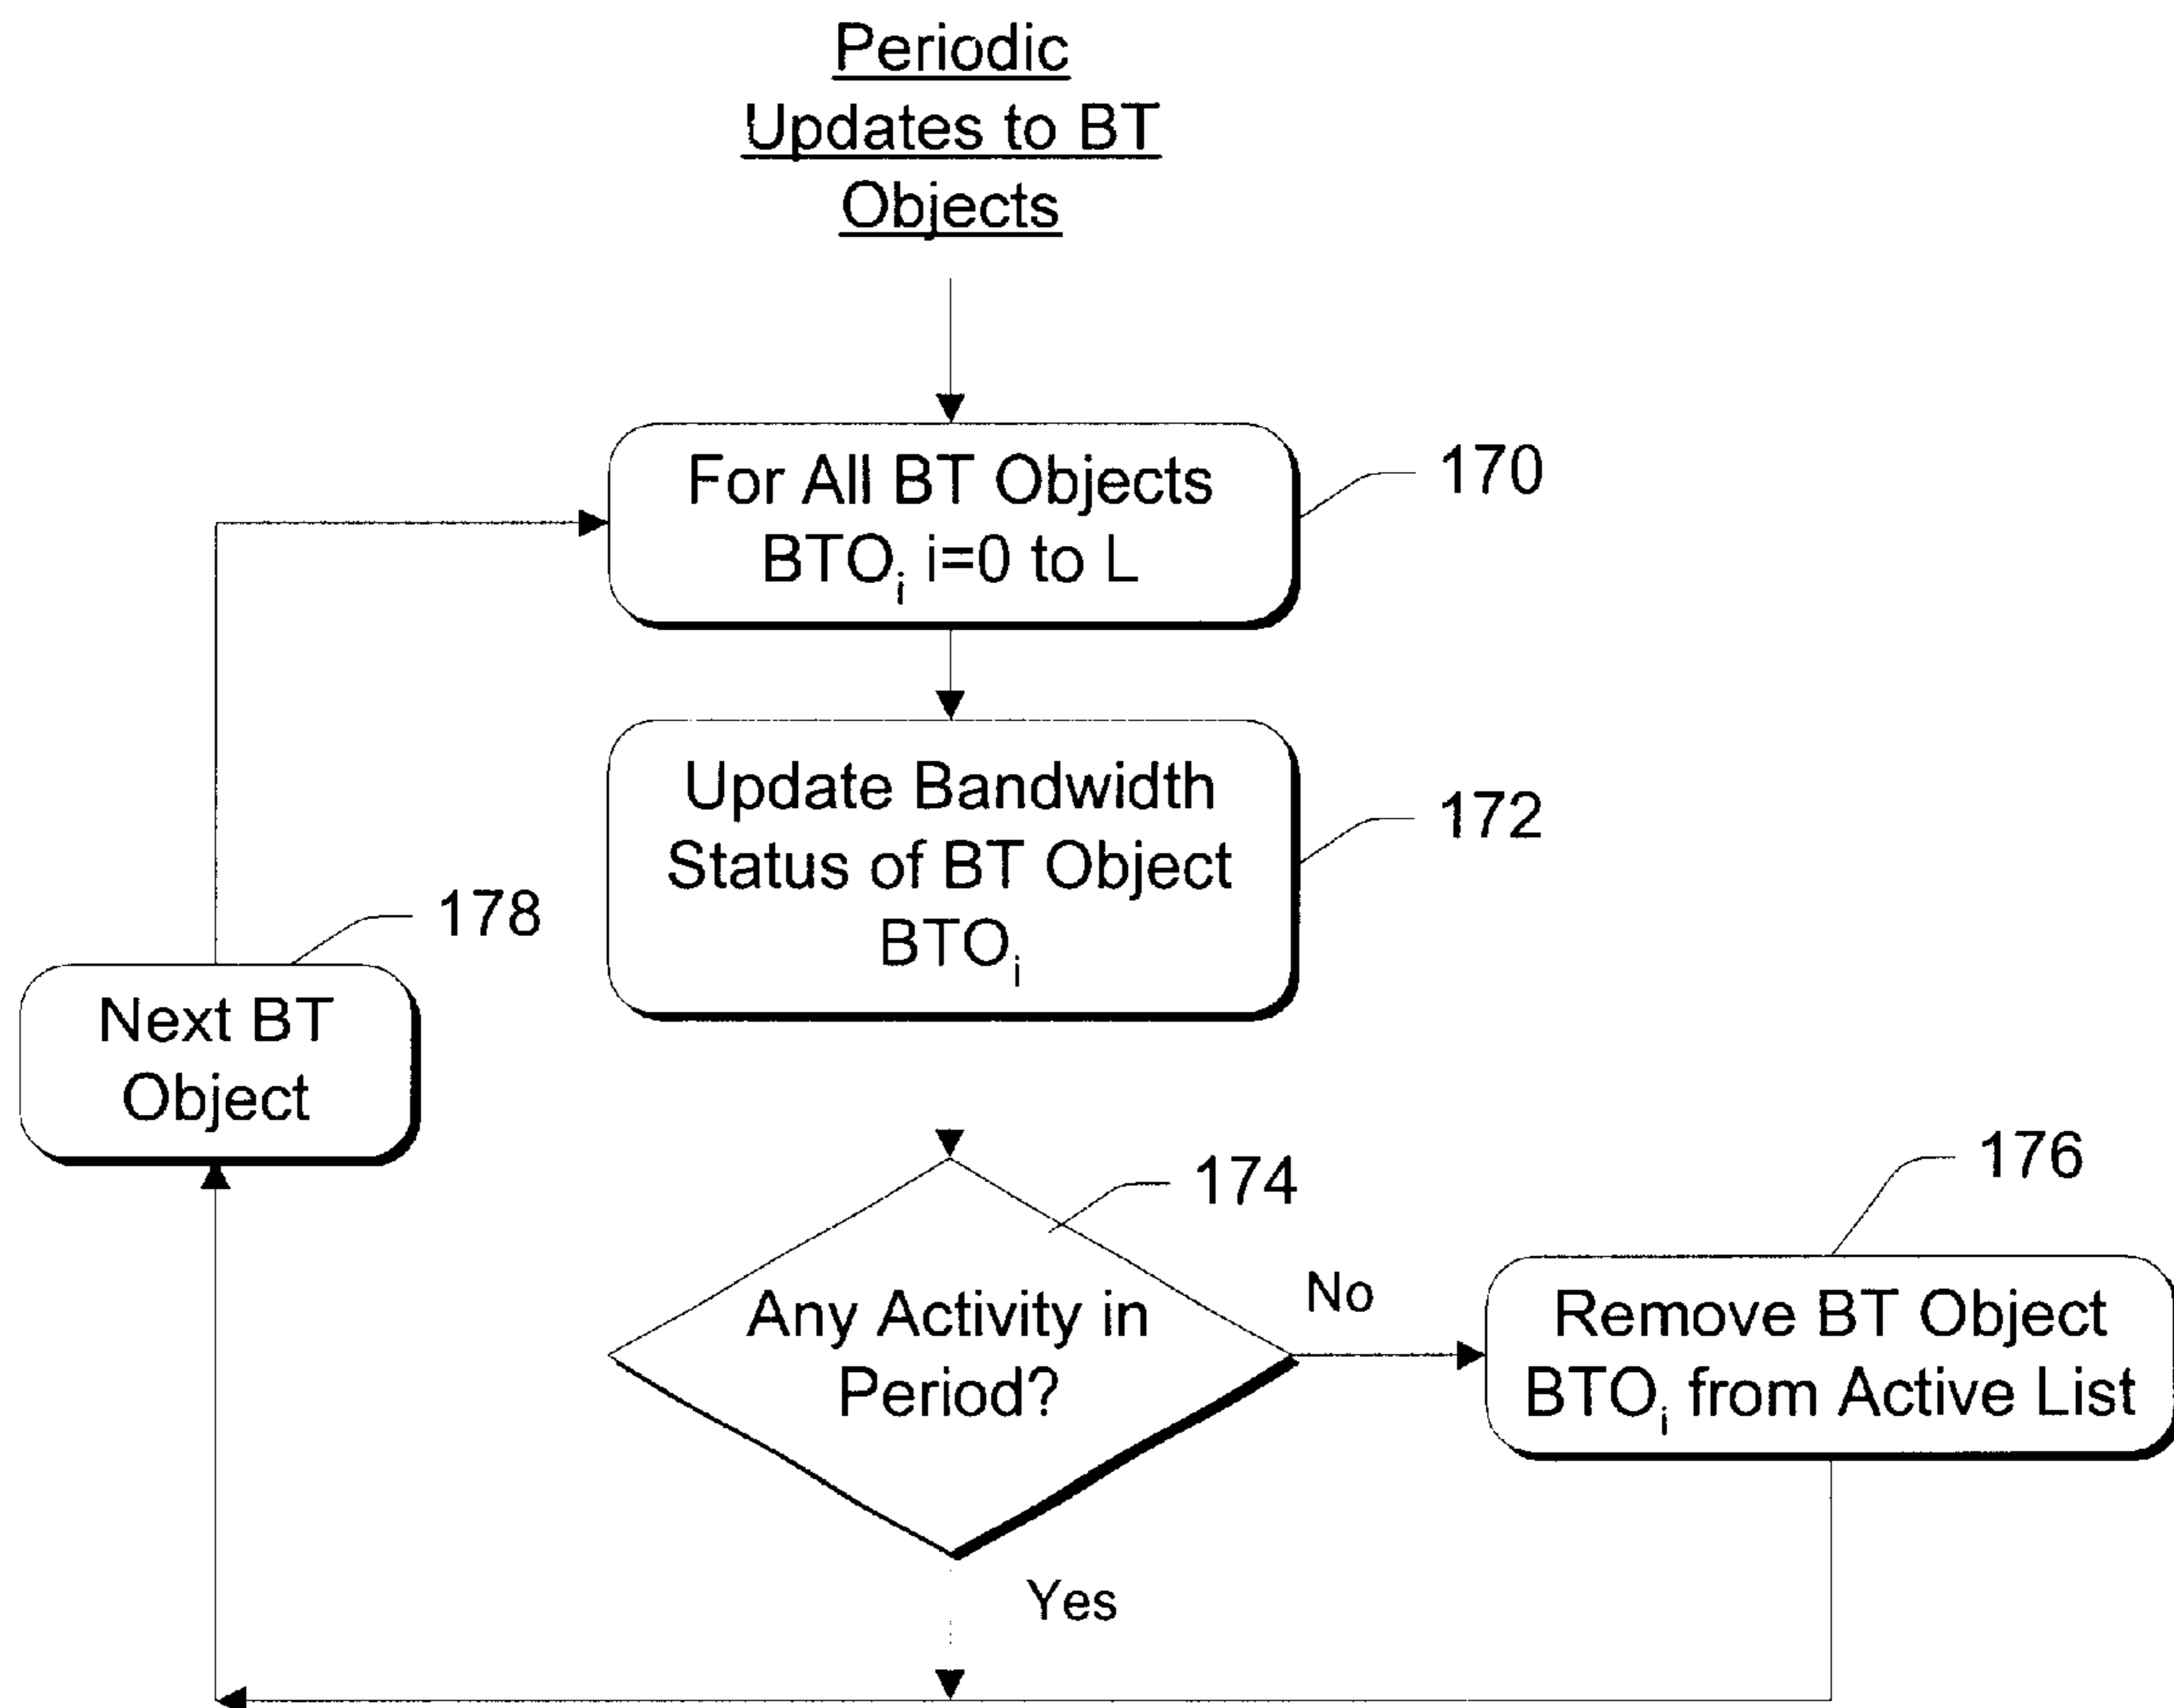 Periodic
Updates to BT
Objects
For All BT Objects
BTOi i=0 to L
170
Update Bandwidth
Status of BT Object
BTOi
172
178
Next BT
Object
174
Any Activity in
Period?
No
176
Remove BT Object
BTOi from Active List
Yes